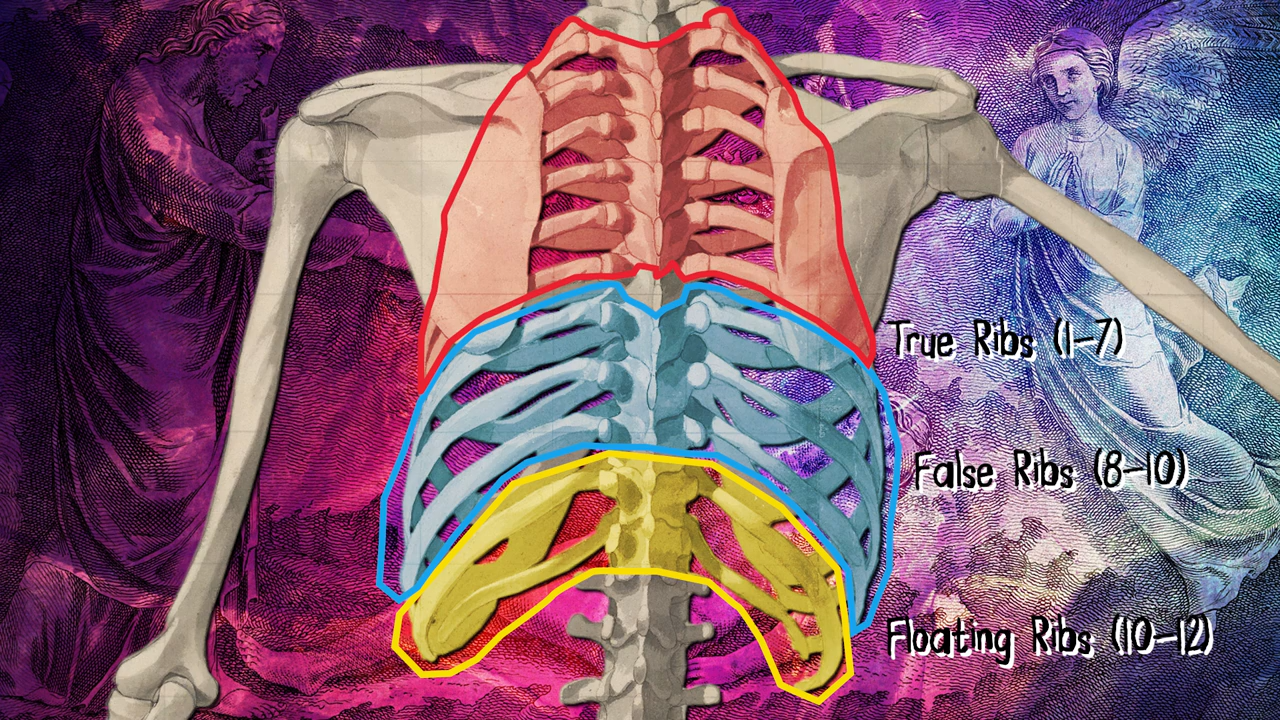 True Ribs (1–7)
False Ribs (8–10)
Floating Ribs (10–12)